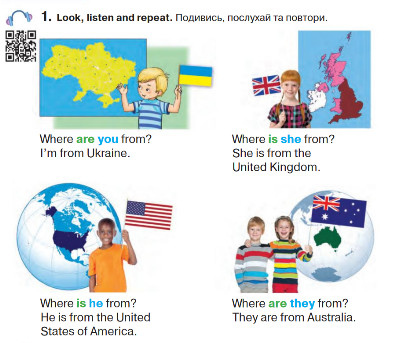 1. Look, listen and repeat. Подивись, послухай та повтори.
Where are you from?
I'm from Ukraine.
Where is she from?
She is from the
United Kingdom.
Where is he from?
He is from the United
States of America.
Where are they from?
They are from Australia.